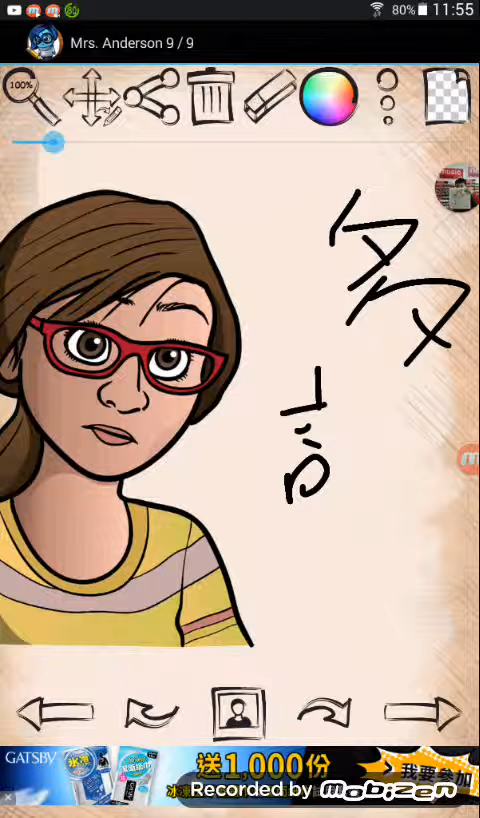 80% 11:55
Mrs. Anderson 9 / 9
100%
多
GATSBY
送1,000份
我要參加
Recorded by mobizen